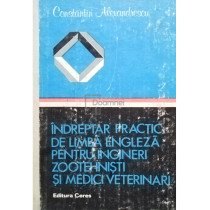 Constantin Alexandrescu
ÎNDREPTAR PRACTIC
DE LIMBĂ ENGLEZĂ
PENTRU INGINERI
ZOOTEHNIȘTI
ȘI MEDICI VETERINARI
Editura Ceres